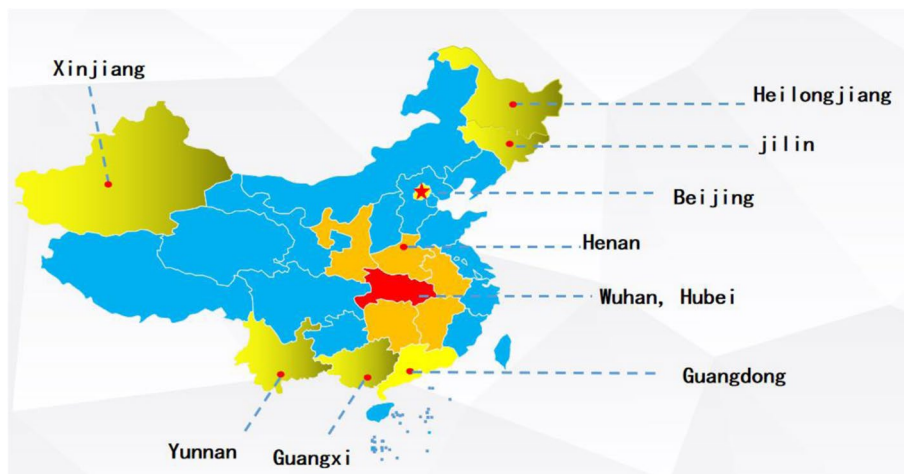 Xinjiang
Heilongjiang
jilin
Beijing
Henan
Wuhan, Hubei
Guangdong
Yunnan
Guangxi